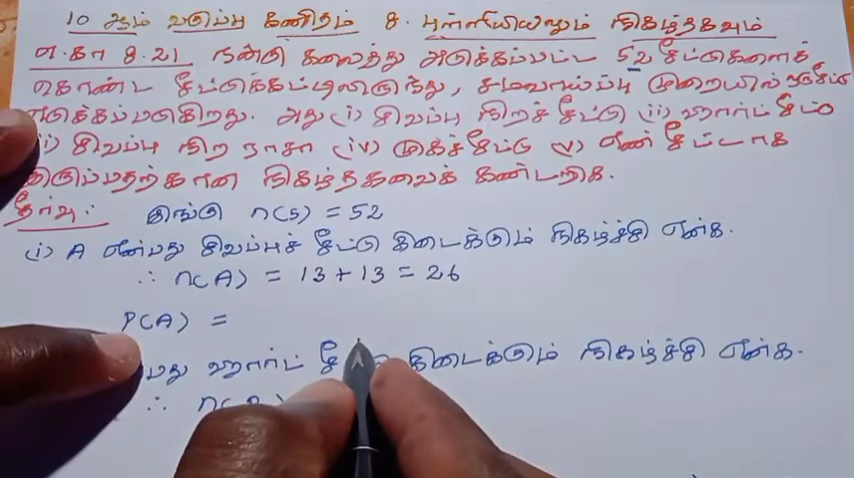 10 ஆம் வகுப்பு கணிதம் 8. புள்ளியியலும் நிகழ்தகவும்
எ.கா 8.21 நன்கு கலைத்து அடுக்கப்பட்ட 52 சீட்டுகளைக்
கொண்ட சீட்டுக்கட்டிலிருந்து, சமவாய்ப்பு முறையில் ஒரு சீட்டு
எடுக்கப்படுகிறது. அது (i) சிவப்பு நிறச் சீட்டு (ii) ஹார்ட் சீட்டு
சிவப்பு நிற ராசா (iv) முகச்சீட்டு (v) எண் சீட்டாக
இருப்பதற்கான நிகழ்தகவைக் கண்டறிக.
தீர்வு: இங்கு n(S) = 52
(i) A என்பது சிவப்புச் சீட்டு கிடைக்கும் நிகழ்ச்சி என்க.
∴ n(A) = 13 + 13 = 26
P(A) =
ஹார்ட் கிடைக்கும் நிகழ்ச்சி என்க.
∴